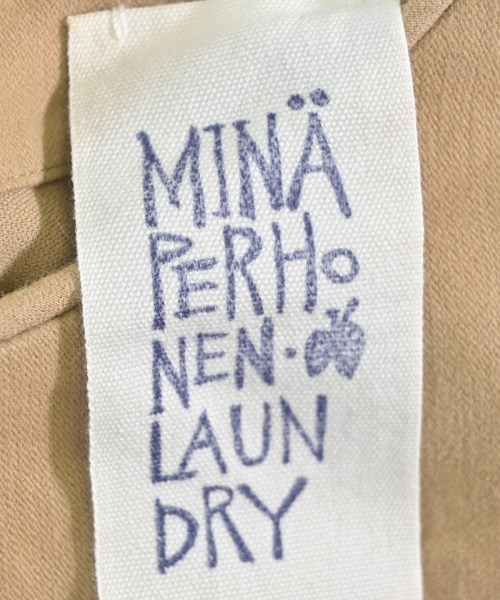 MINÄ
PERHO
NEN·
LAUN
DRY